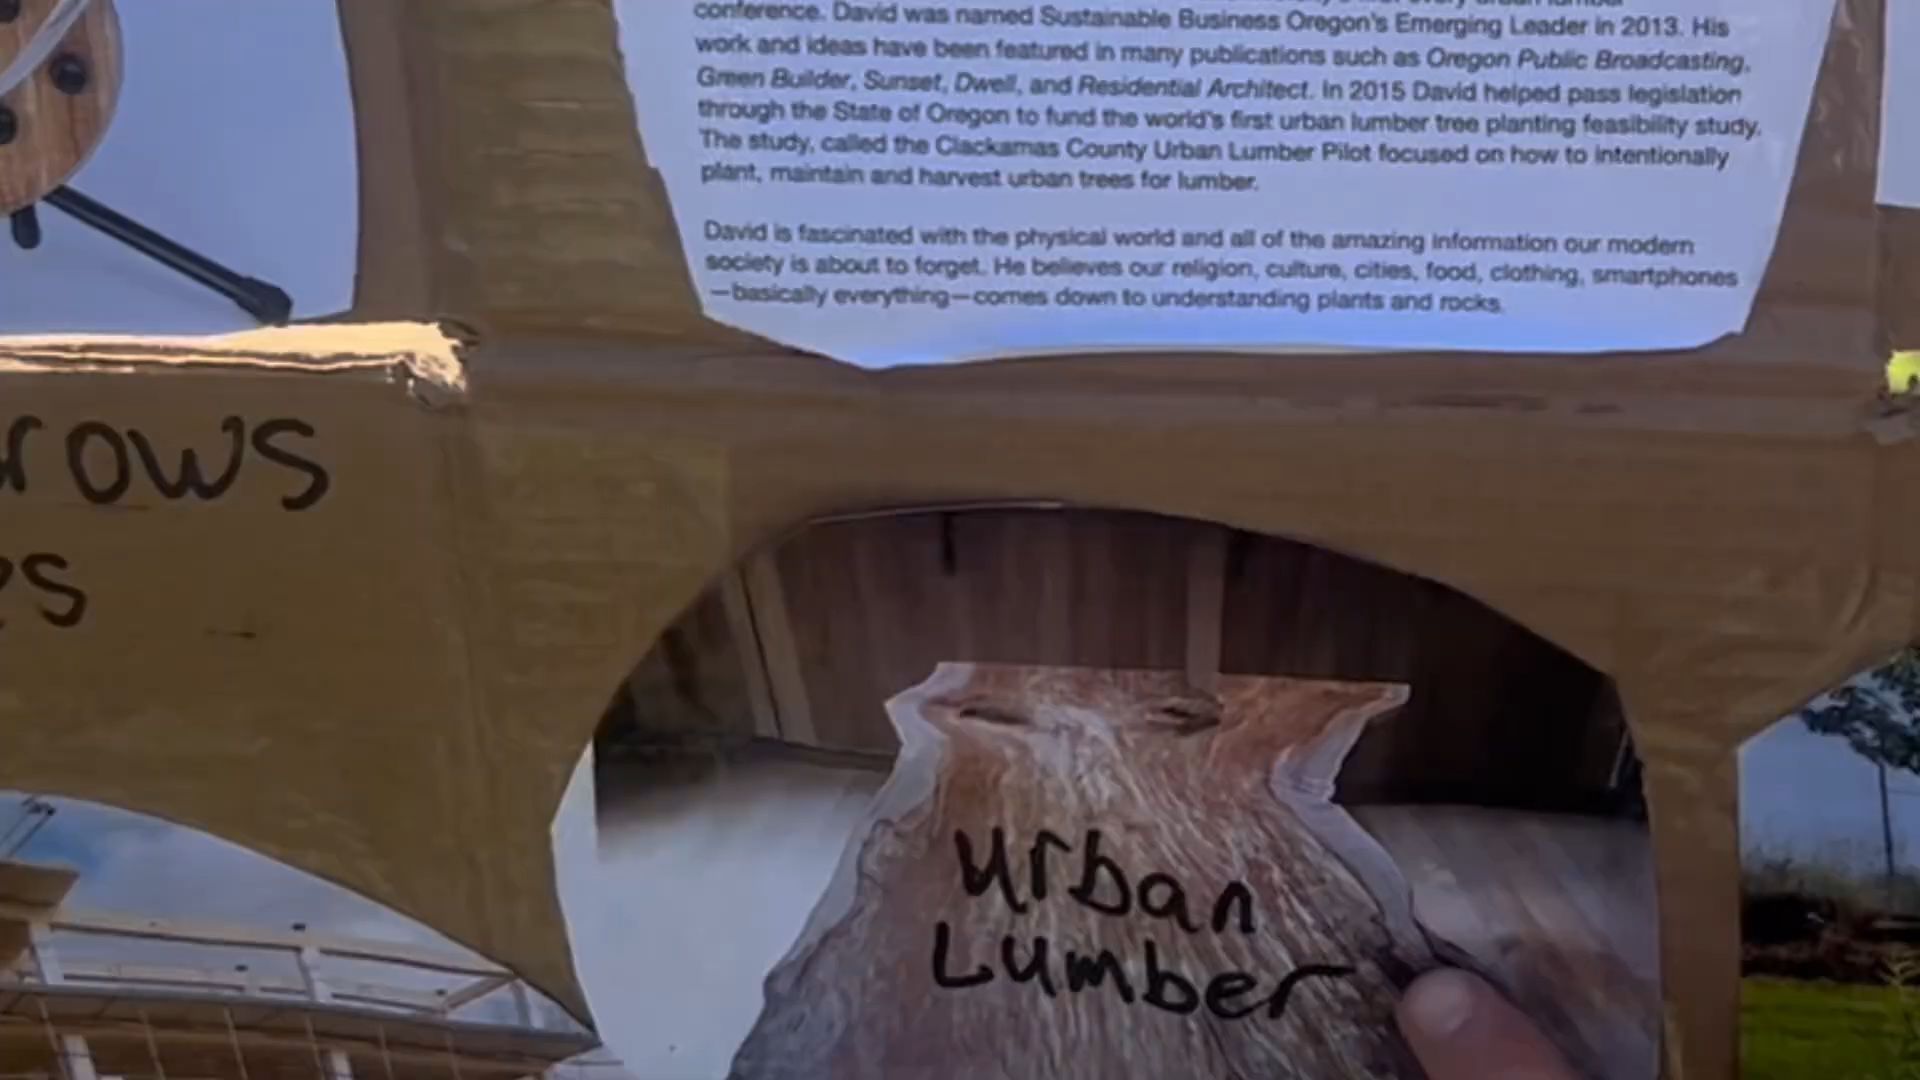 conference. David was named Sustainable Business Oregon's Emerging Leader in 2013. His
work and ideas have been featured in many publications such as Oregon Public Broadcasting,
Green Builder, Sunset, Dwell, and Residential Architect. In 2015 David helped pass legislation
through the State of Oregon to fund the world's first urban lumber tree planting feasibility study.
The study, called the Clackamas County Urban Lumber Pilot focused on how to intentionally
plant, maintain and harvest urban trees for lumber.
David is fascinated with the physical world and all of the amazing information our modern
society is about to forget. He believes our religion, culture, cities, food, clothing, smartphones
—basically everything—comes down to understanding plants and rocks.
rows
es
Urban
Lumber